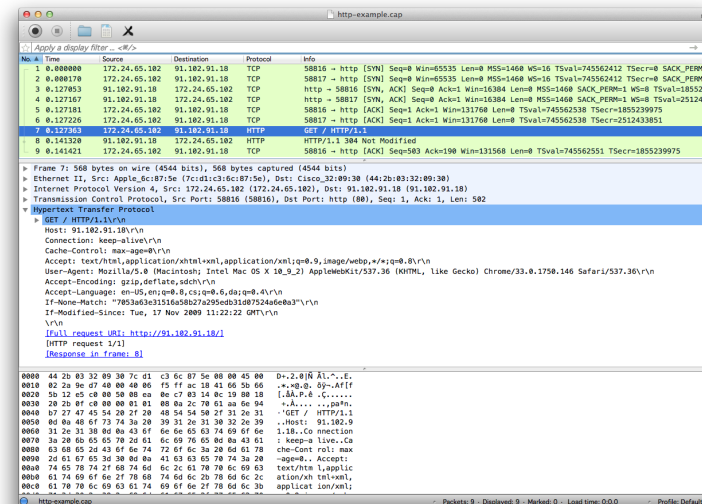 http-example.cap
Apply a display filter ... <⌘/>
No. Time Source Destination Protocol Info
1 0.000000 172.24.65.102 91.102.91.18 TCP 58816 → http [SYN] Seq=0 Win=65535 Len=0 MSS=1460 WS=16 TSval=745562412 TSecr=0 SACK_PERM
2 0.000170 172.24.65.102 91.102.91.18 TCP 58817 → http [SYN] Seq=0 Win=65535 Len=0 MSS=1460 WS=16 TSval=745562412 TSecr=0 SACK_PERM
3 0.127053 91.102.91.18 172.24.65.102 TCP http → 58816 [SYN, ACK] Seq=0 Ack=1 Win=16384 Len=0 MSS=1460 SACK_PERM=1 WS=8 TSval=18552
4 0.127167 91.102.91.18 172.24.65.102 TCP http → 58817 [SYN, ACK] Seq=0 Ack=1 Win=16384 Len=0 MSS=1460 SACK_PERM=1 WS=8 TSval=25124
5 0.127181 172.24.65.102 91.102.91.18 TCP 58816 → http [ACK] Seq=1 Ack=1 Win=131760 Len=0 TSval=745562538 TSecr=1855239975
6 0.127226 172.24.65.102 91.102.91.18 TCP 58817 → http [ACK] Seq=1 Ack=1 Win=131760 Len=0 TSval=745562538 TSecr=2512433851
7 0.127363 172.24.65.102 91.102.91.18 HTTP GET / HTTP/1.1
8 0.141320 91.102.91.18 172.24.65.102 HTTP HTTP/1.1 304 Not Modified
9 0.141421 172.24.65.102 91.102.91.18 TCP 58816 → http [ACK] Seq=503 Ack=190 Win=131568 Len=0 TSval=745562551 TSecr=1855239975
Frame 7: 568 bytes on wire (4544 bits), 568 bytes captured (4544 bits)
Ethernet II, Src: Apple_6c:87:5e (7c:d1:c3:6c:87:5e), Dst: Cisco_32:09:30 (44:2b:03:32:09:30)
Internet Protocol Version 4, Src: 172.24.65.102 (172.24.65.102), Dst: 91.102.91.18 (91.102.91.18)
Transmission Control Protocol, Src Port: 58816 (58816), Dst Port: http (80), Seq: 1, Ack: 1, Len: 502
Hypertext Transfer Protocol
GET / HTTP/1.1\r\n
Host: 91.102.91.18\r\n
Connection: keep-alive\r\n
Cache-Control: max-age=0\r\n
Accept: text/html,application/xhtml+xml,application/xml;q=0.9,image/webp,*/*;q=0.8\r\n
User-Agent: Mozilla/5.0 (Macintosh; Intel Mac OS X 10_9_2) AppleWebKit/537.36 (KHTML, like Gecko) Chrome/33.0.1750.146 Safari/537.36\r\n
Accept-Encoding: gzip,deflate,sdch\r\n
Accept-Language: en-US,en;q=0.8,cs;q=0.6,da;q=0.4\r\n
If-None-Match: "7053a63e31516a58b27a295edb31d07524a6e0a3"\r\n
If-Modified-Since: Tue, 17 Nov 2009 11:22:22 GMT\r\n
\r\n
[Full request URI: http://91.102.91.18/]
[HTTP request 1/1]
[Response in frame: 8]
0000 44 2b 03 32 09 30 7c d1 c3 6c 87 5e 08 00 45 00 D+.2.0|Ñ Ãl.^..E.
0010 02 2a 9e d7 40 00 40 06 f5 ff ac 18 41 66 5b 66 .*.×@.@. õÿ¬.Af[f
0020 5b 12 e5 c0 00 50 08 ea 0e c7 03 14 0c 19 80 18 [.åÀ.P.ê .Ç......
0030 20 2b 0f c0 00 00 01 01 08 0a 2c 70 61 aa 6e 94 +.À.... ..,paªn.
0040 b7 27 47 45 54 20 2f 20 48 54 54 50 2f 31 2e 31 ·'GET / HTTP/1.1
0050 0d 0a 48 6f 73 74 3a 20 39 31 2e 31 30 32 2e 39 ..Host: 91.102.9
0060 31 2e 31 38 0d 0a 43 6f 6e 6e 65 63 74 69 6f 6e 1.18..Co nnection
0070 3a 20 6b 65 65 70 2d 61 6c 69 76 65 0d 0a 43 61 : keep-a live..Ca
0080 63 68 65 2d 43 6f 6e 74 72 6f 6c 3a 20 6d 61 78 che-Cont rol: max
0090 2d 61 67 65 3d 30 0d 0a 41 63 63 65 70 74 3a 20 -age=0.. Accept:
00a0 74 65 78 74 2f 68 74 6d 6c 2c 61 70 70 6c 69 63 text/htm l,applic
00b0 61 74 69 6f 6e 2f 78 68 74 6d 6c 2b 78 6d 6c 2c ation/xh tml+xml,
00c0 61 70 70 6c 69 63 61 74 69 6f 6e 2f 78 6d 6c 3b applicat ion/xml;
http-example.cap Packets: 9 · Displayed: 9 · Marked: 0 · Load time: 0:0.0 Profile: Default